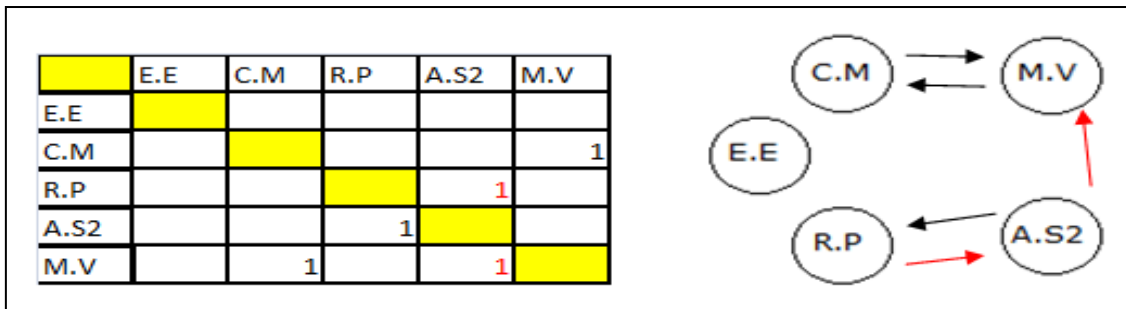 E.E C.M R.P A.S2 M.V
E.E
C.M 1
R.P 1
A.S2 1
M.V 1 1
C.M M.V
E.E
R.P A.S2